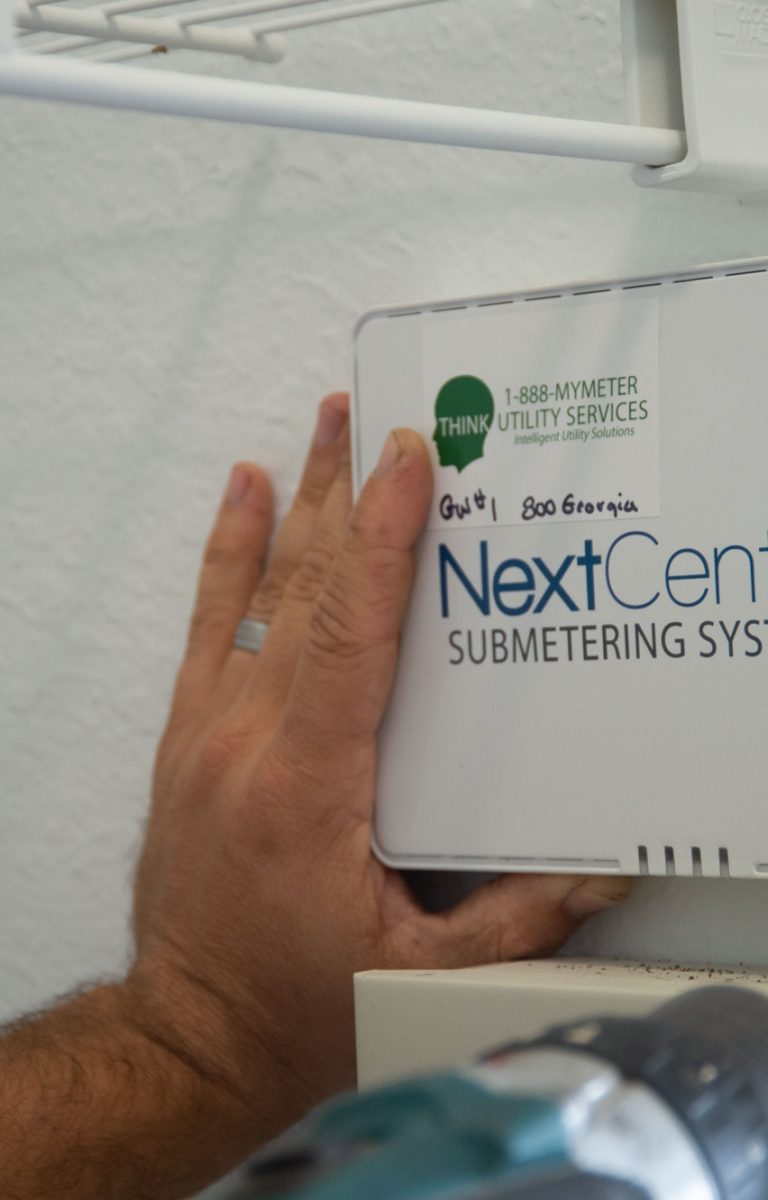 THINK
1-888-MYMETER
UTILITY SERVICES
Intelligent Utility Solutions
GW#1 800 Georgia
NextCent
SUBMETERING SYST